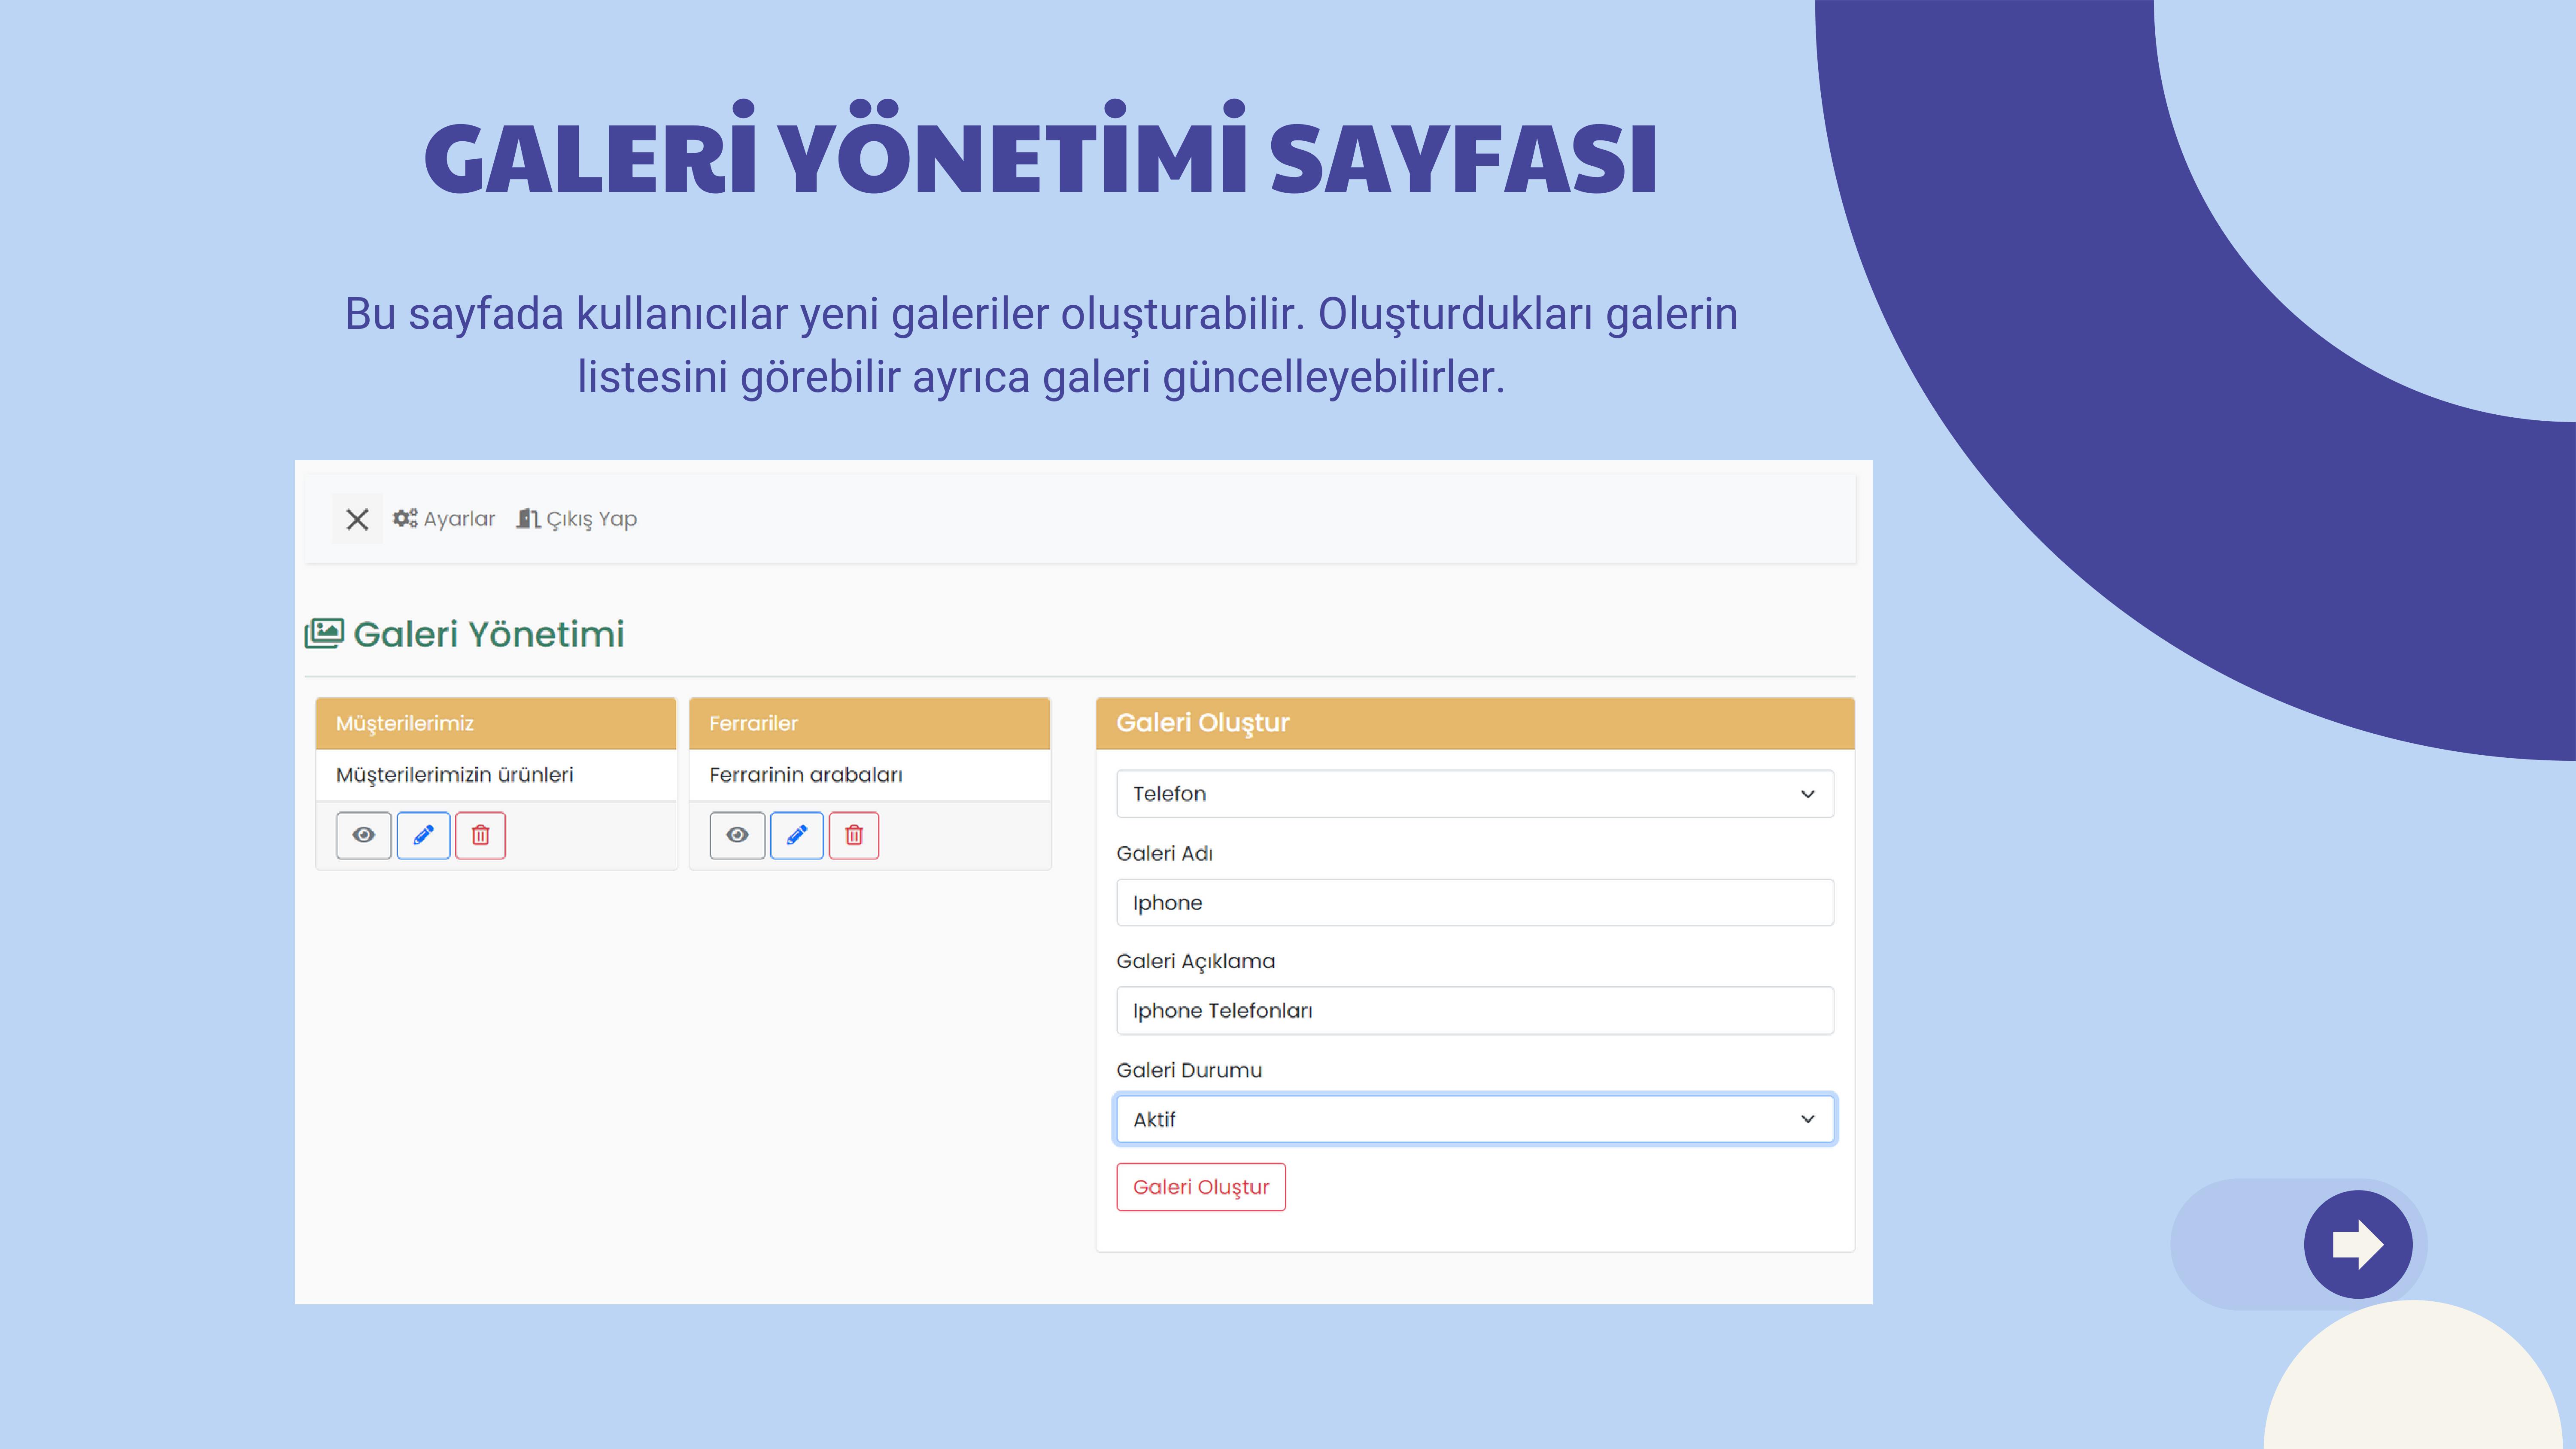 GALERİ YÖNETİMİ SAYFASI
Bu sayfada kullanıcılar yeni galeriler oluşturabilir. Oluşturdukları galerin
listesini görebilir ayrıca galeri güncelleyebilirler.
Ayarlar Çıkış Yap
Galeri Yönetimi
Müşterilerimiz
Müşterilerimizin ürünleri
Ferrariler
Ferrarinin arabaları
Galeri Oluştur
Telefon
Galeri Adı
Iphone
Galeri Açıklama
Iphone Telefonları
Galeri Durumu
Aktif
Galeri Oluştur